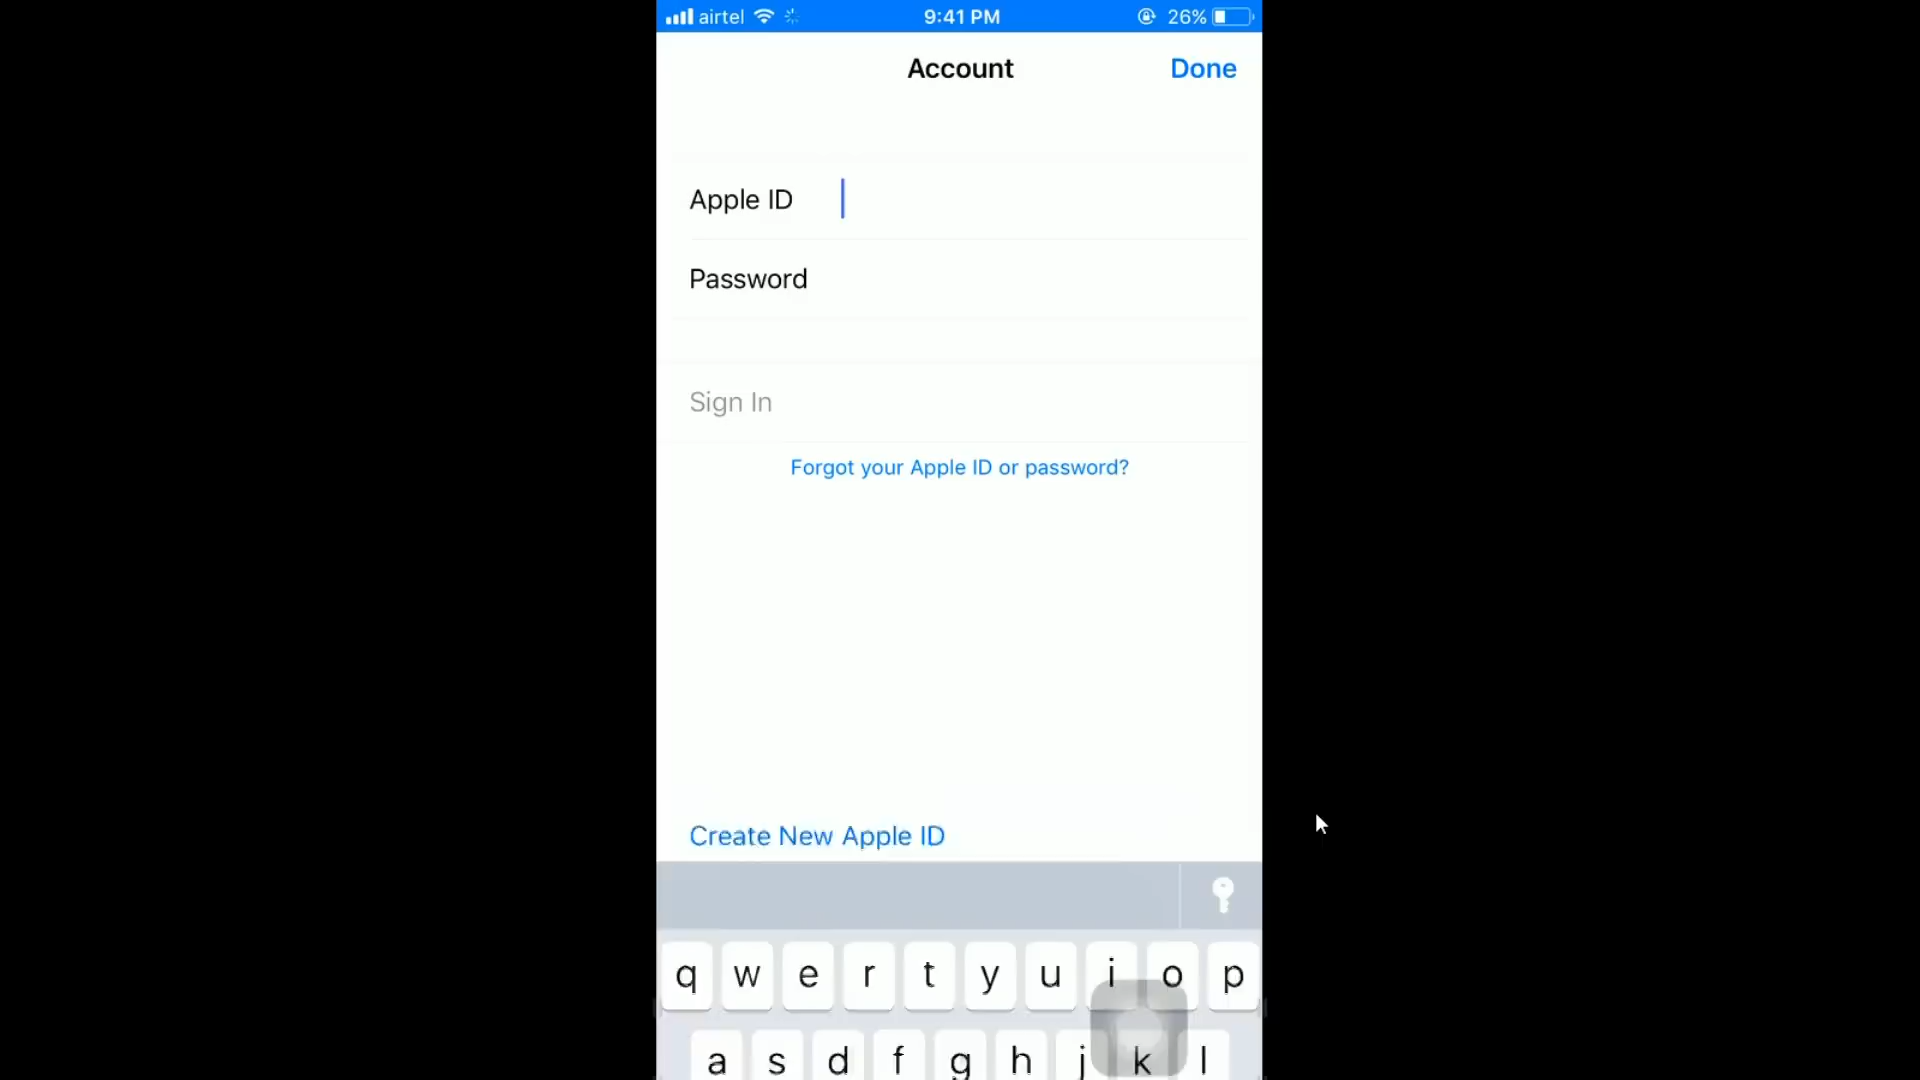 airtel 9:41 PM 26%
Account Done
Apple ID
Password
Sign In
Forgot your Apple ID or password?
Create New Apple ID
q w e r t y u i o p
a s d f g h j k l